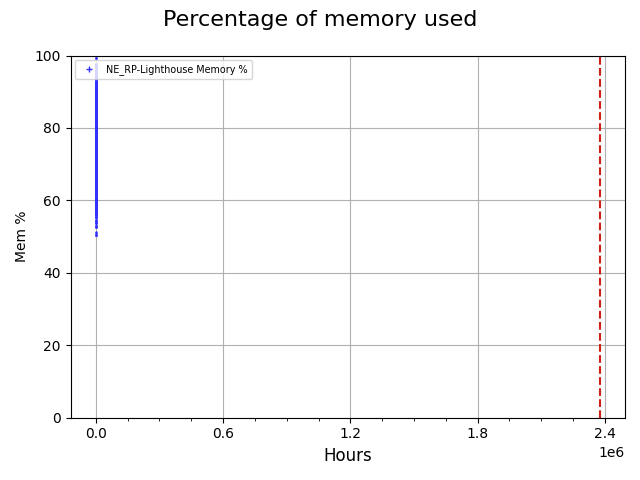 Percentage of memory used
NE_RP-Lighthouse Memory %
Mem %
100
80
60
40
20
0
0.0 0.6 1.2 1.8 2.4
1e6
Hours